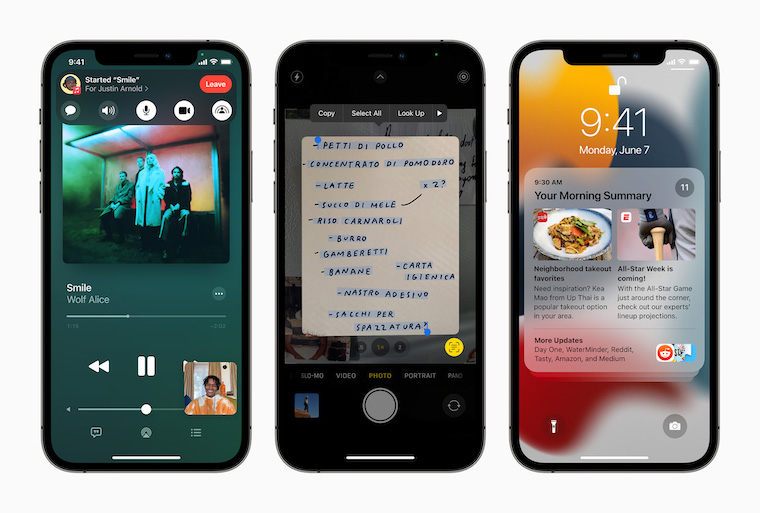 9:41
Started “Smile”
For Justin Arnold >
Leave
Smile
Wolf Alice
1:15
-2:02
Copy
Select All
Look Up
- PETTI DI POLLO
- CONCENTRATO DI POMODORO
- LATTE
x 2?
- SUCCO DI MELE
- RISO CARNAROLI
- BURRO
- GAMBERETTI
- BANANE
- CARTA
IGIENICA
- NASTRO ADESIVO
- SACCHI PER
SPAZZATURA?
SLO-MO
VIDEO
PHOTO
PORTRAIT
PANO
9:41
Monday, June 7
9:30 AM
Your Morning Summary
11
Neighborhood takeout
favorites
Need inspiration? Kea
Mao from Up Thai is a
popular takeout option
in your area.
All-Star Week is
coming!
With the All-Star Game
just around the corner,
check out our experts'
lineup projections.
More Updates
Day One, WaterMinder, Reddit,
Tasty, Amazon, and Medium